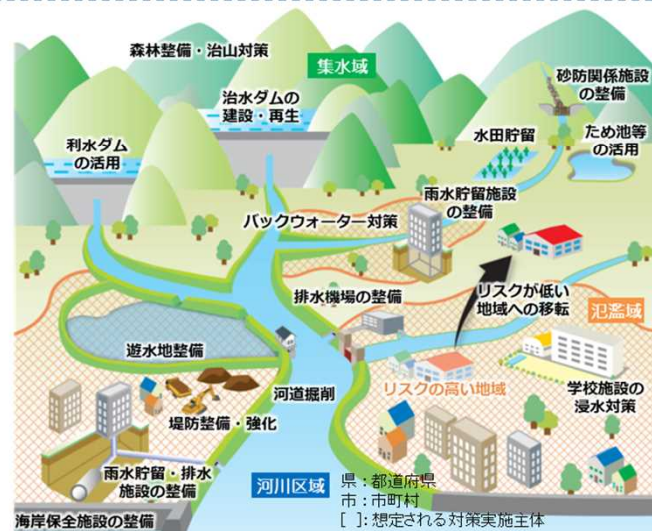 森林整備・治山対策
集水域
砂防関係施設
の整備
治水ダムの
建設・再生
利水ダム
の活用
水田貯留
ため池等
の活用
雨水貯留施設
の整備
バックウォーター対策
排水機場の整備
リスクが低い
地域への移転
氾濫域
遊水地整備
河道掘削
リスクの高い地域
学校施設の
浸水対策
堤防整備・強化
雨水貯留・排水
施設の整備
河川区域
海岸保全施設の整備
県：都道府県
市：市町村
[ ]：想定される対策実施主体